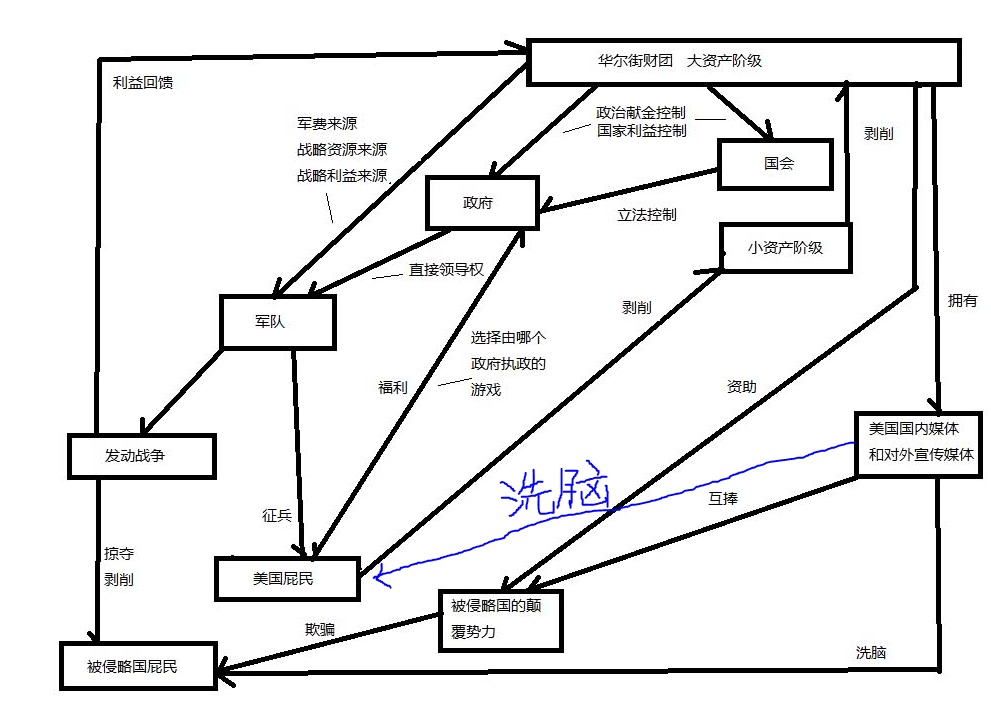 华尔街财团 大资产阶级
利益回馈
军费来源
战略资源来源
战略利益来源
政治献金控制
国家利益控制
剥削
国会
政府
立法控制
小资产阶级
直接领导权
拥有
军队
剥削
选择由哪个
政府执政的
游戏
福利
资助
美国国内媒体
和对外宣传媒体
发动战争
洗脑
互捧
征兵
掠夺
剥削
美国屁民
被侵略国的颠
覆势力
欺骗
洗脑
被侵略国屁民